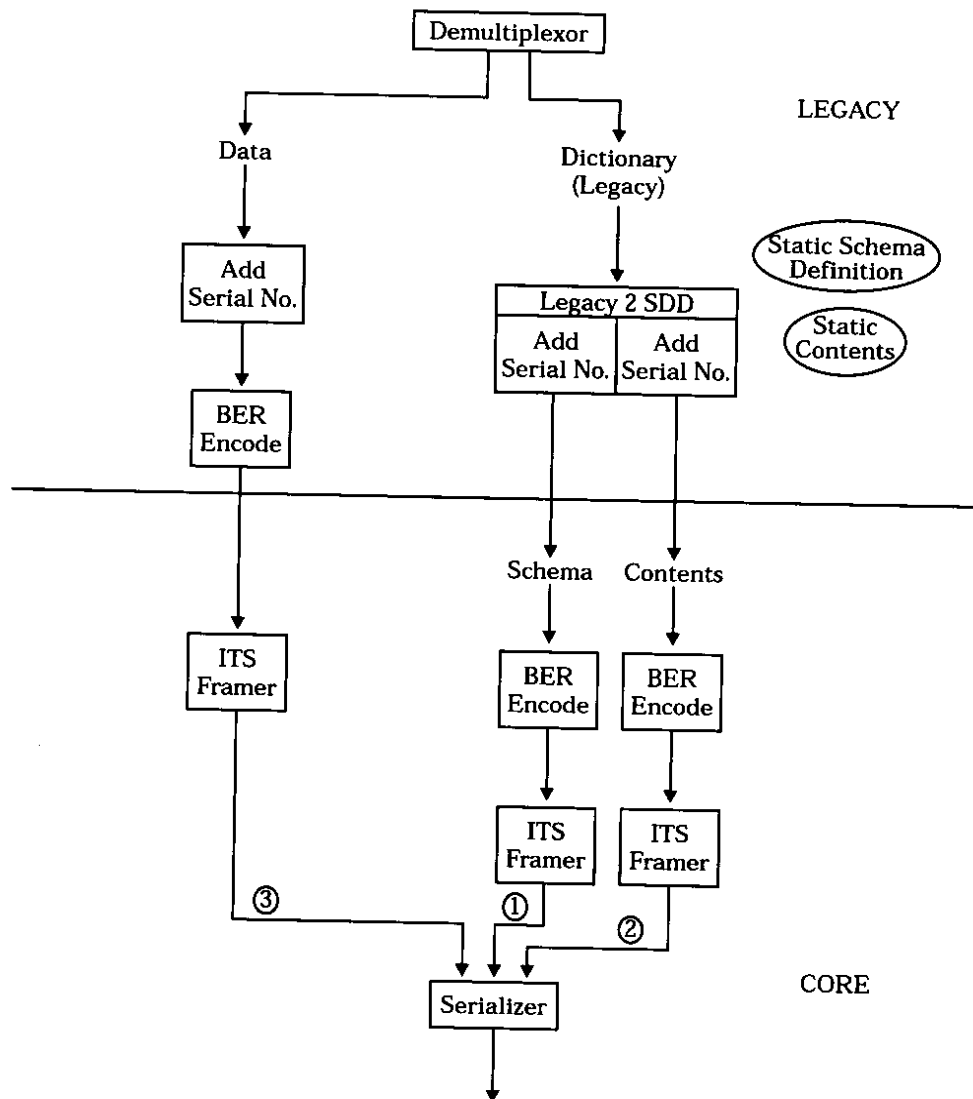 Demultiplexor
LEGACY
Data
Dictionary
(Legacy)
Static Schema
Definition
Add
Serial No.
Legacy 2 SDD
Add
Serial No.
Add
Serial No.
Static
Contents
BER
Encode
Schema
Contents
ITS
Framer
BER
Encode
BER
Encode
ITS
Framer
ITS
Framer
3
1
2
CORE
Serializer